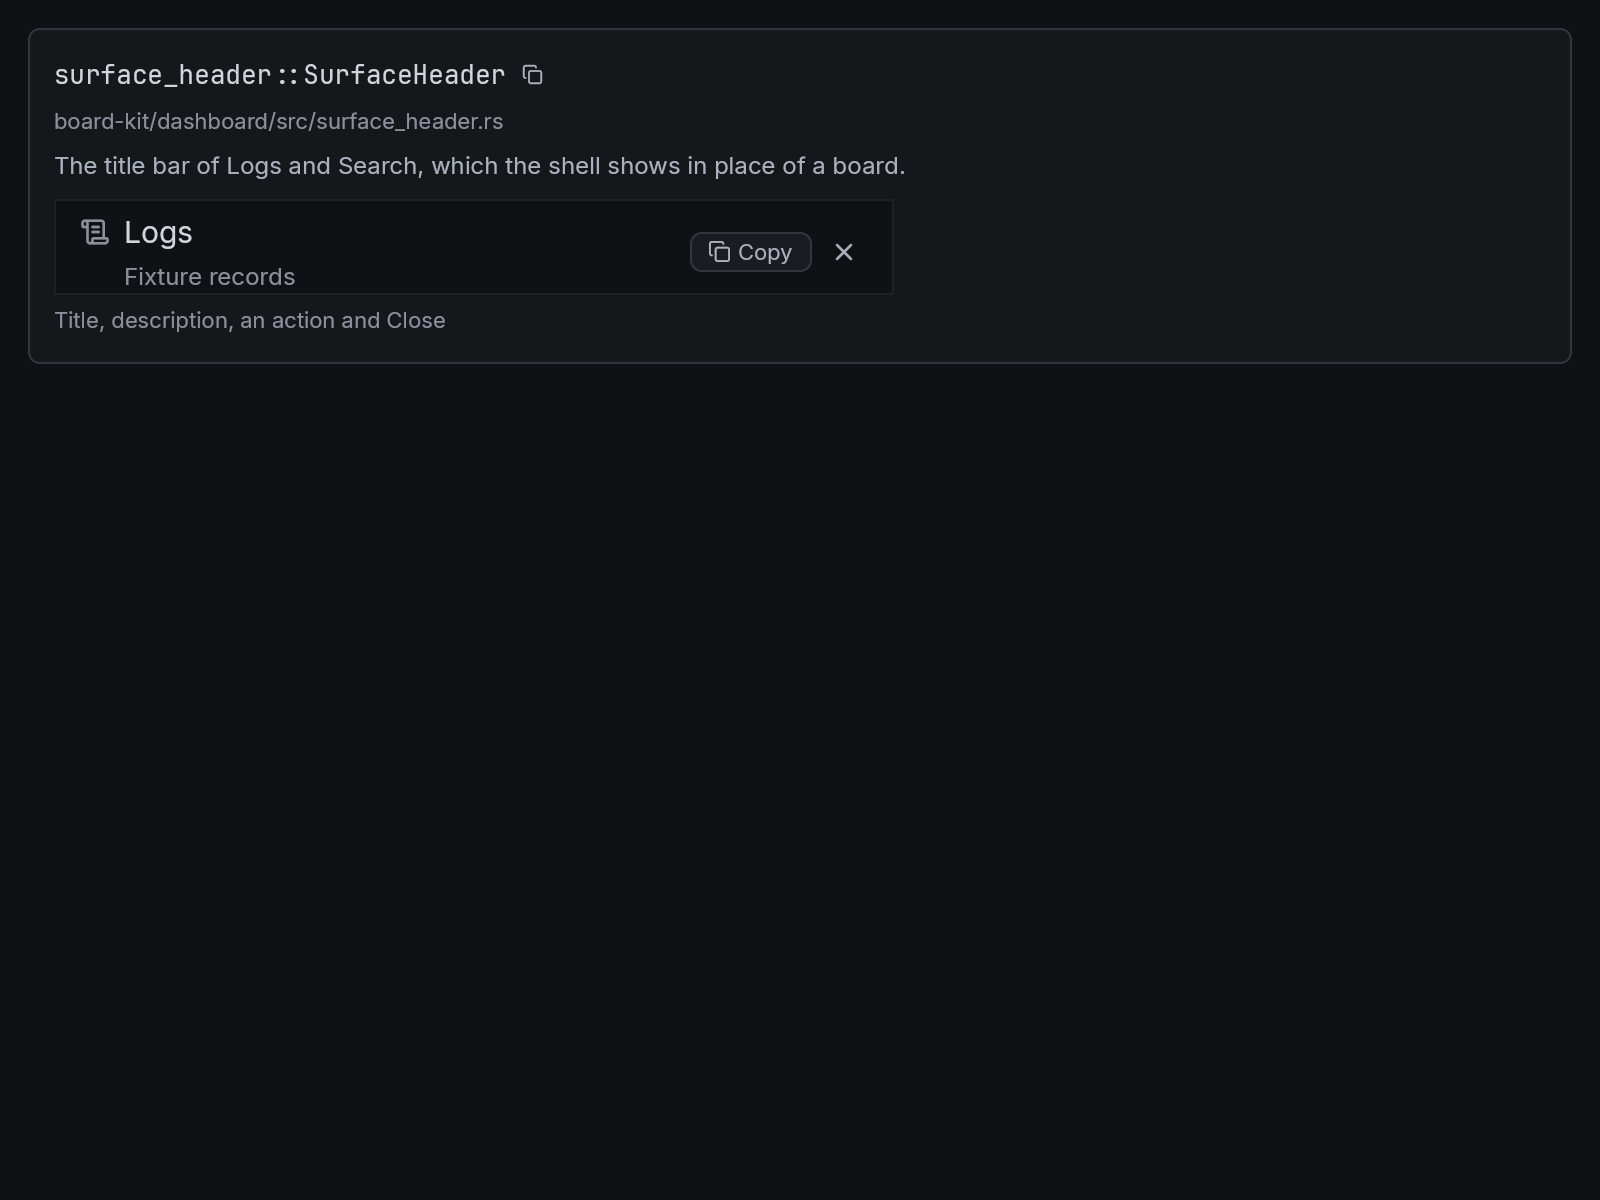 surface_header::SurfaceHeader
board-kit/dashboard/src/surface_header.rs
The title bar of Logs and Search, which the shell shows in place of a board.
Logs
Copy
Fixture records
Title, description, an action and Close